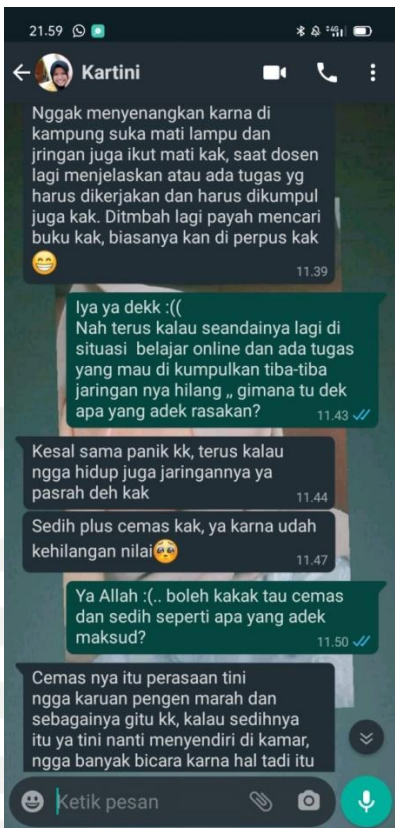 21.59
Kartini
Nggak menyenangkan karna di
kampung suka mati lampu dan
jringan juga ikut mati kak, saat dosen
lagi menjelaskan atau ada tugas yg
harus dikerjakan dan harus dikumpul
juga kak. Ditmbah lagi payah mencari
buku kak, biasanya kan di perpus kak
😁 11.39
Iya ya dekk :((
Nah terus kalau seandainya lagi di
situasi belajar online dan ada tugas
yang mau di kumpulkan tiba-tiba
jaringan nya hilang ,, gimana tu dek
apa yang adek rasakan? 11.43
Kesal sama panik kk, terus kalau
ngga hidup juga jaringannya ya
pasrah deh kak 11.44
Sedih plus cemas kak, ya karna udah
kehilangan nilai🥺 11.47
Ya Allah :(.. boleh kakak tau cemas
dan sedih seperti apa yang adek
maksud? 11.50
Cemas nya itu perasaan tini
ngga karuan pengen marah dan
sebagainya gitu kk, kalau sedihnya
itu ya tini nanti menyendiri di kamar,
ngga banyak bicara karna hal tadi itu
Ketik pesan